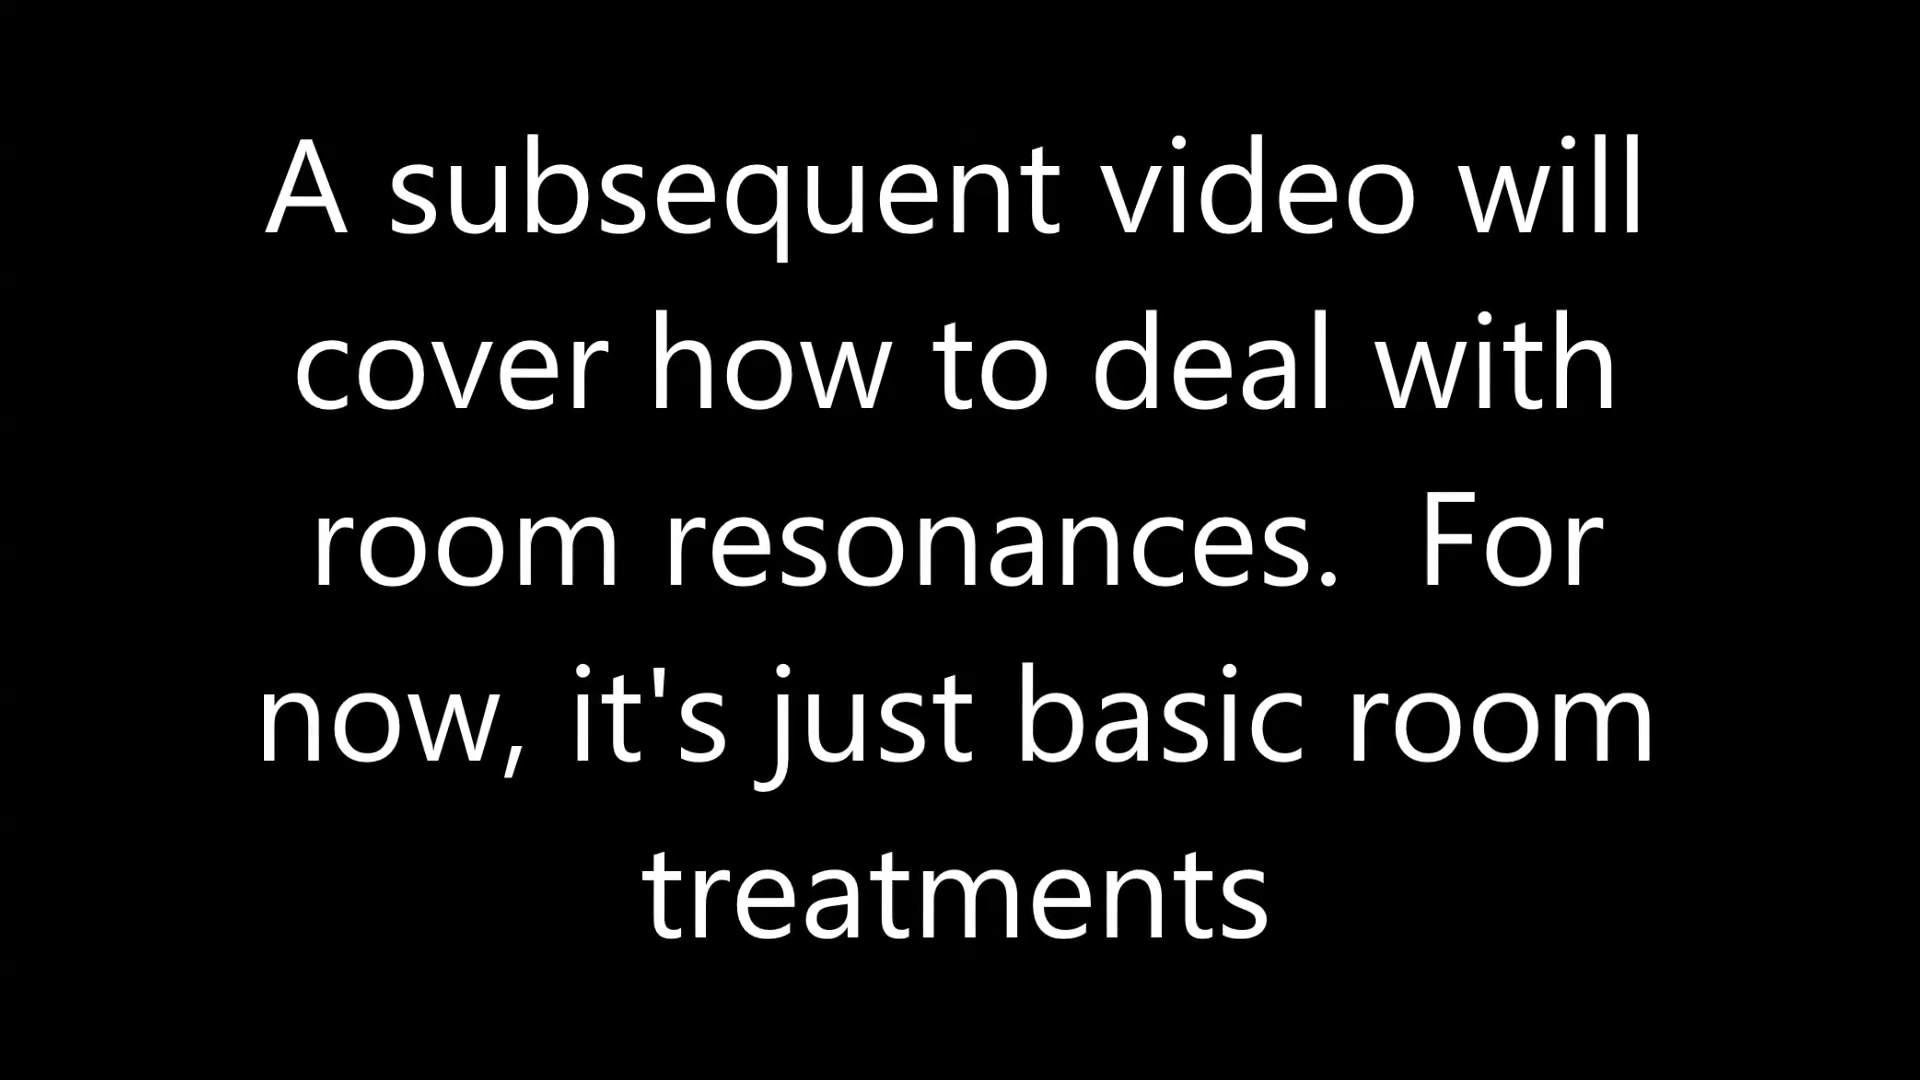 A subsequent video will
cover how to deal with
room resonances.  For
now, it's just basic room
treatments